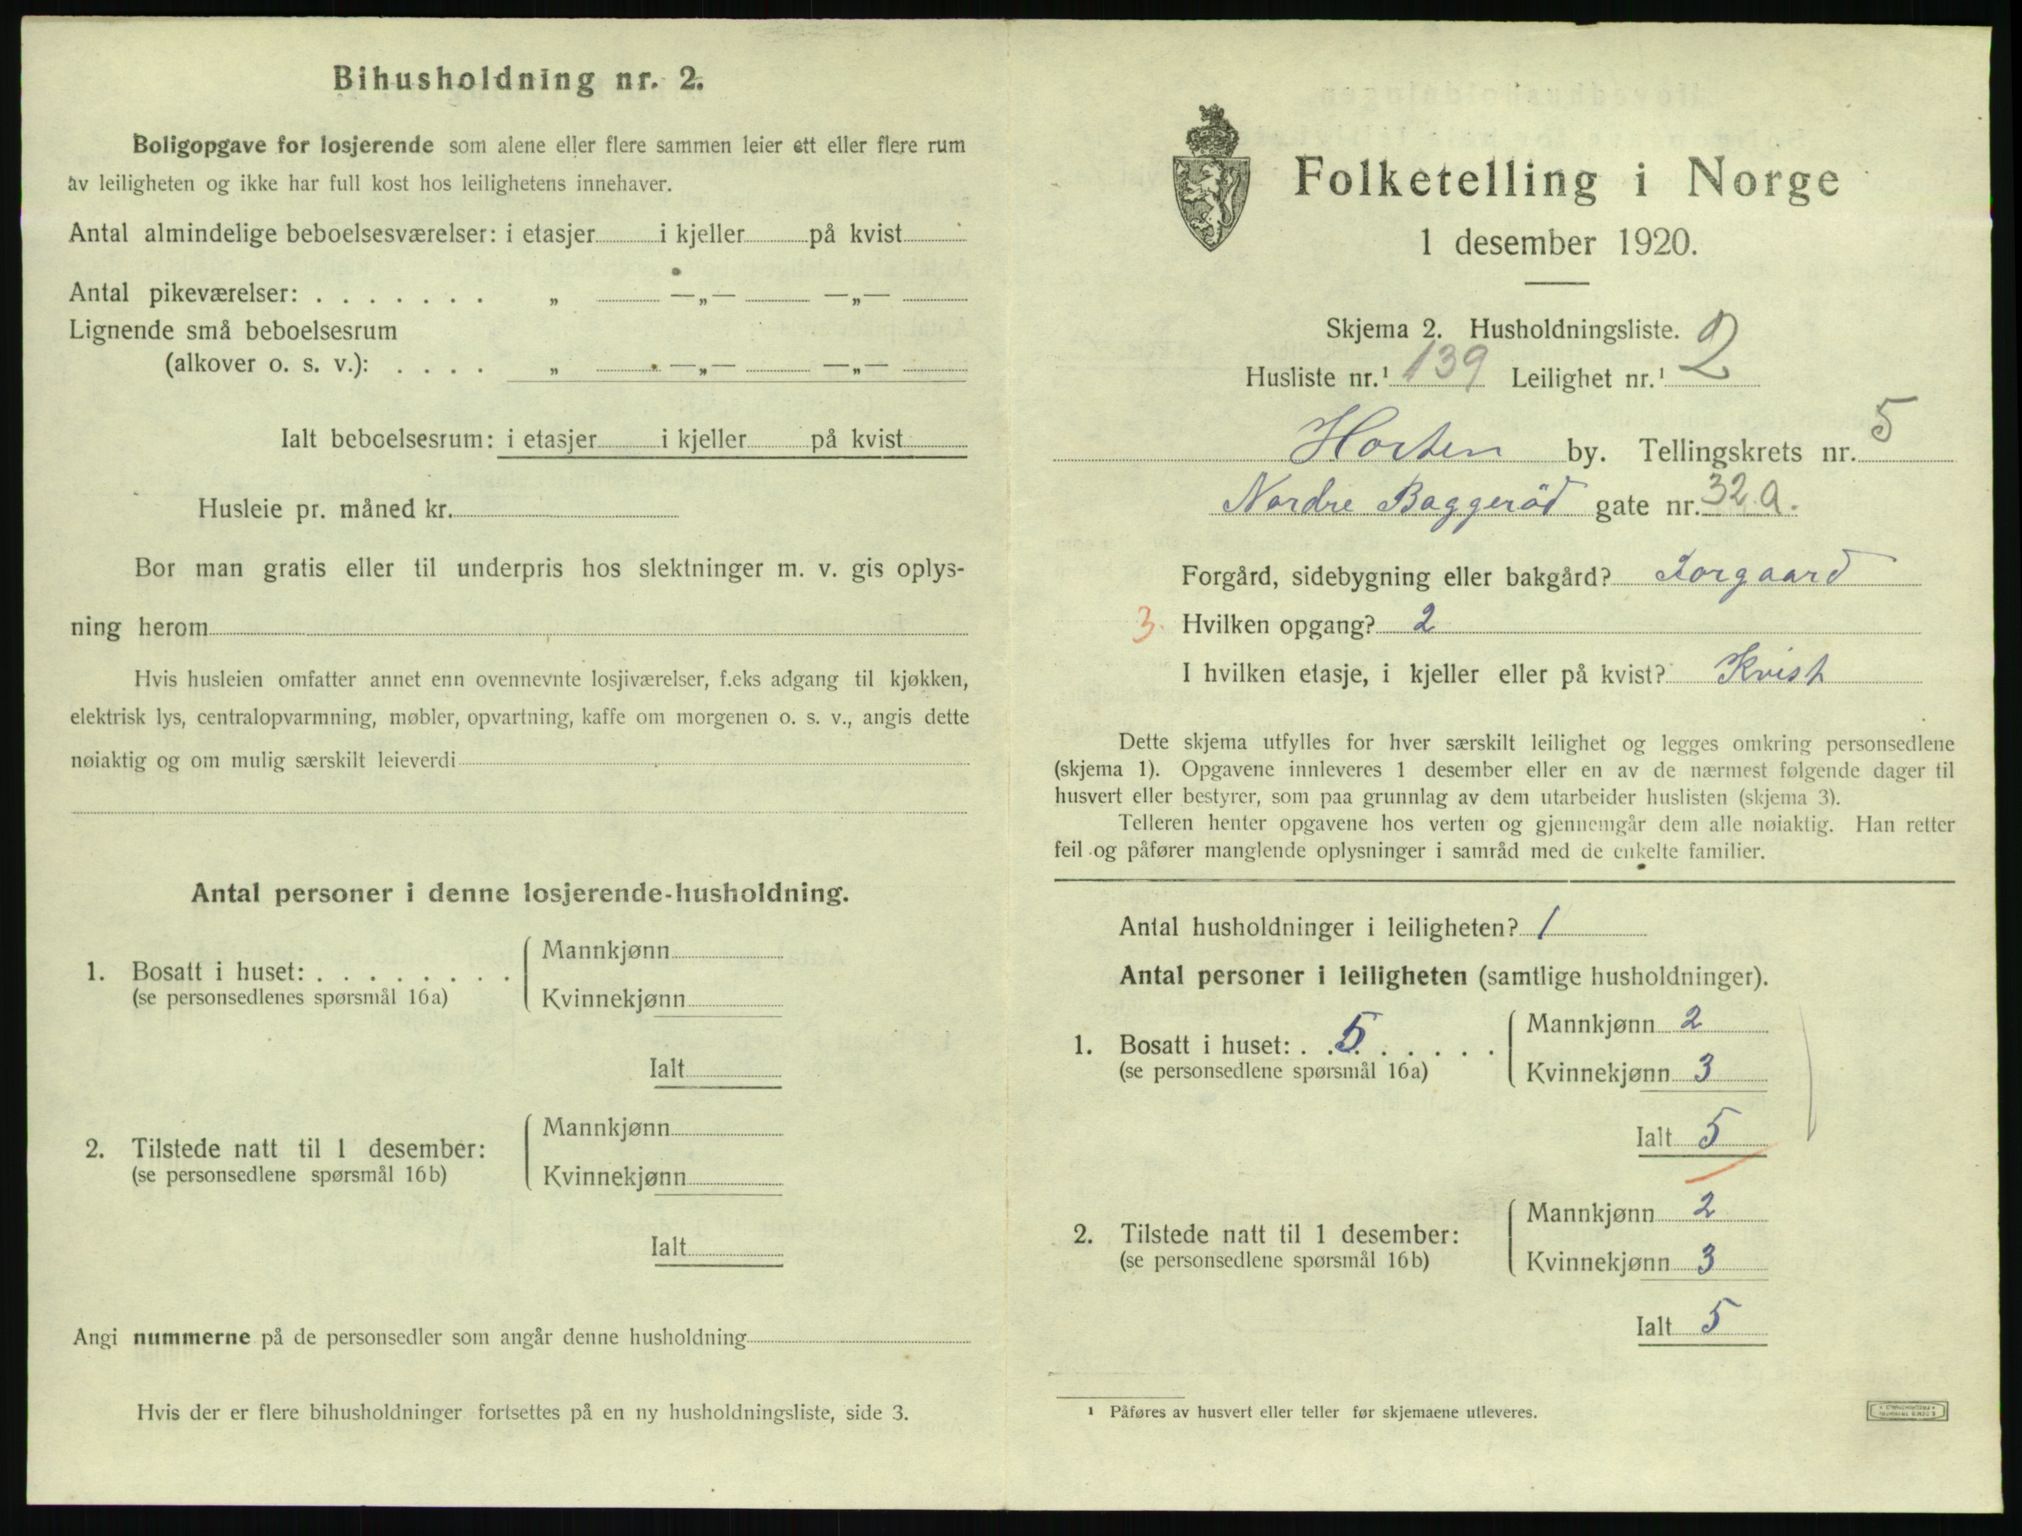 Bihusholdning nr. 2.
Boligopgave for losjerende som alene eller flere sammen leier ett eller flere rum
av leiligheten og ikke har full kost hos leilighetens innehaver.
Antal almindelige beboelsesværelser: i etasjer i kjeller på kvist
Antal pikeværelser: . . . . . . . „ —„— —„—
Lignende små beboelsesrum
(alkover o. s. v.): . . . . „ —„— —„—
Ialt beboelsesrum: i etasjer i kjeller på kvist
Husleie pr. måned kr.
Bor man gratis eller til underpris hos slektninger m. v. gis oplys-
ning herom
Hvis husleien omfatter annet enn ovennevnte losjiværelser, f.eks adgang til kjøkken,
elektrisk lys, centralopvarmning, møbler, opvartning, kaffe om morgenen o. s. v., angis dette
nøiaktig og om mulig særskilt leieverdi
Antal personer i denne losjerende-husholdning.
1. Bosatt i huset: . . . . . . . .
(se personsedlenes spørsmål 16a)
Mannkjønn
Kvinnekjønn
Ialt
2. Tilstede natt til 1 desember:
(se personsedlene spørsmål 16b)
Mannkjønn
Kvinnekjønn
Ialt
Angi nummerne på de personsedler som angår denne husholdning
Hvis der er flere bihusholdninger fortsettes på en ny husholdningsliste, side 3.
Folketelling i Norge
1 desember 1920.
Skjema 2. Husholdningsliste.
Husliste nr.¹ 139 Leilighet nr.¹ 2
Horten by. Tellingskrets nr. 5
Nordre Baggeröd gate nr. 32 a.
Forgård, sidebygning eller bakgård? Forgaard
3 Hvilken opgang? 2
I hvilken etasje, i kjeller eller på kvist? Kvist
Dette skjema utfylles for hver særskilt leilighet og legges omkring personsedlene
(skjema 1). Opgavene innleveres 1 desember eller en av de nærmest følgende dager til
husvert eller bestyrer, som paa grunnlag av dem utarbeider huslisten (skjema 3).
Telleren henter opgavene hos verten og gjennemgår dem alle nøiaktig. Han retter
feil og påfører manglende oplysninger i samråd med de enkelte familier.
Antal husholdninger i leiligheten? 1
Antal personer i leiligheten (samtlige husholdninger).
1. Bosatt i huset: . 5 . . . . . .
(se personsedlene spørsmål 16a)
Mannkjønn 2
Kvinnekjønn 3
Ialt 5
2. Tilstede natt til 1 desember:
(se personsedlene spørsmål 16b)
Mannkjønn 2
Kvinnekjønn 3
Ialt 5
¹ Påføres av husvert eller teller før skjemaene utleveres.